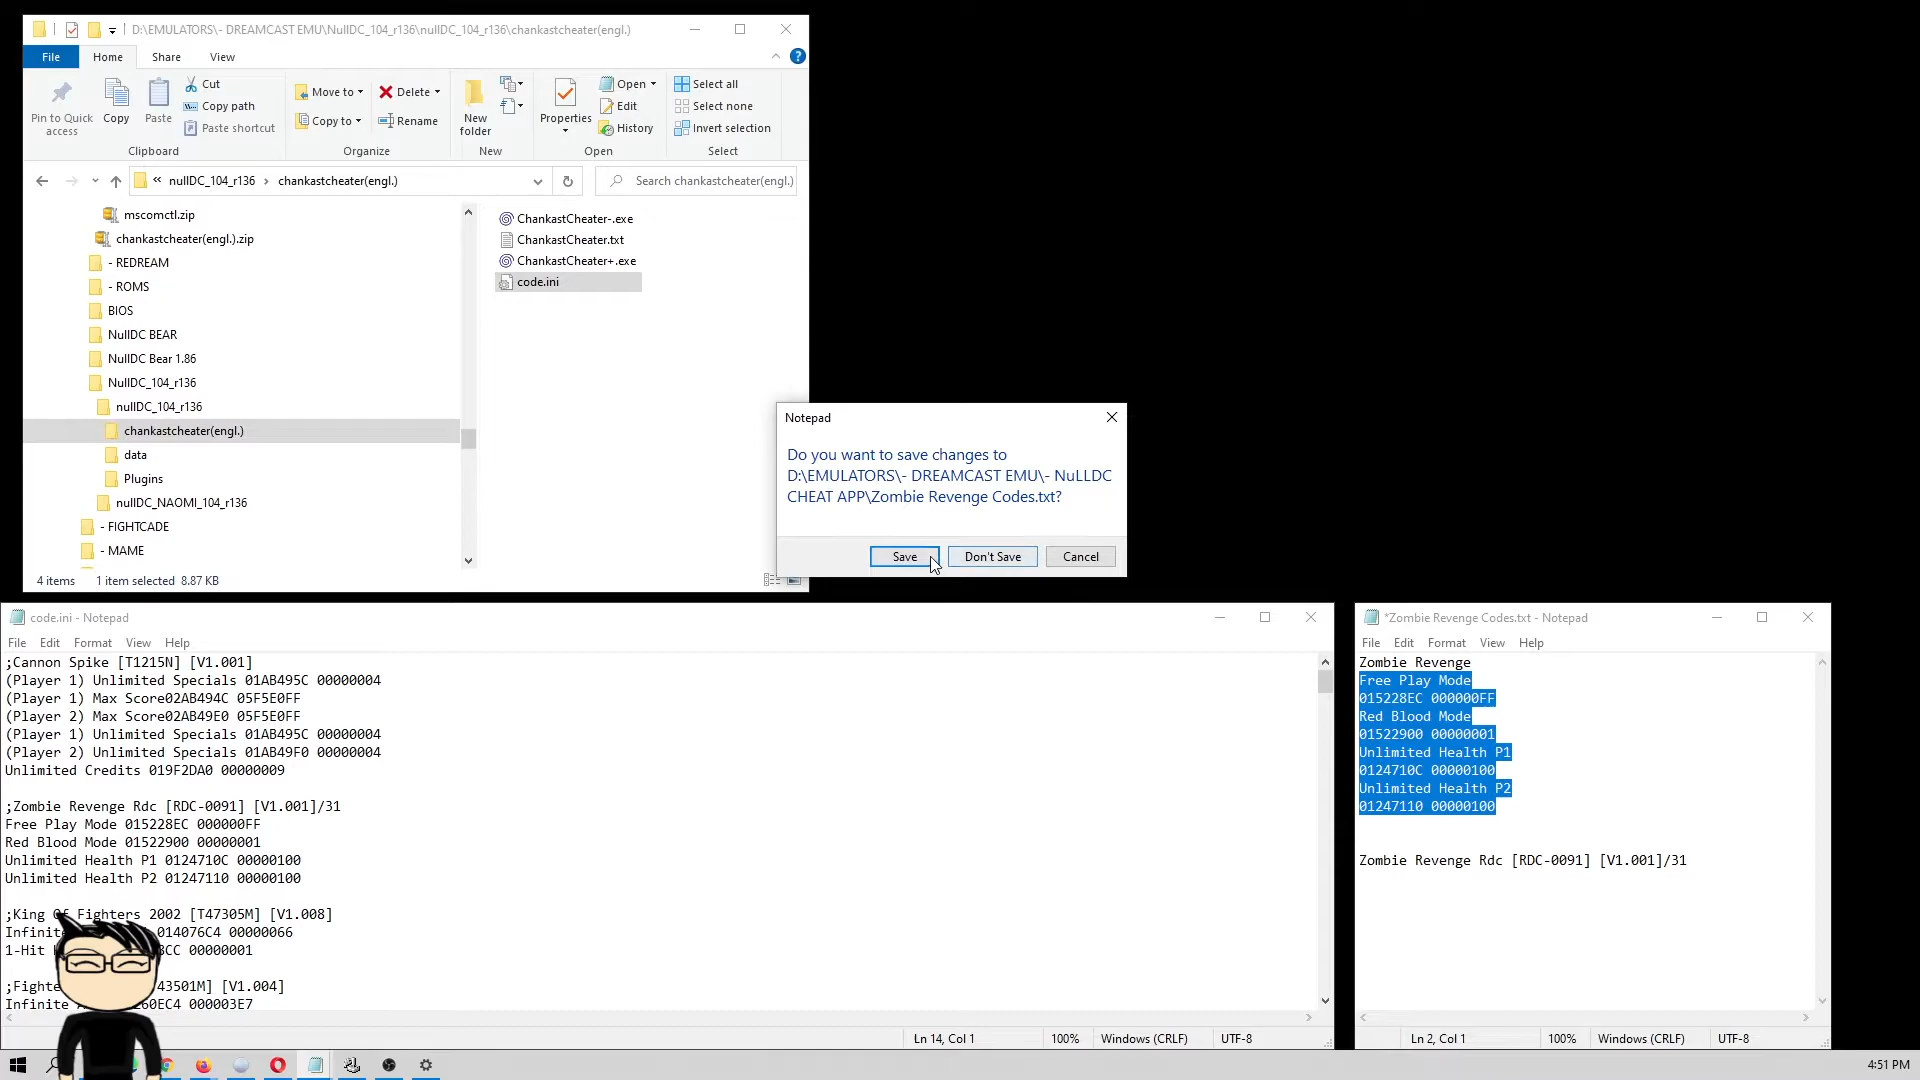 D:\EMULATORS\- DREAMCAST EMU\NullDC_104_r136\nullDC_104_r136\chankastcheater(engl.)
File Home Share View
Pin to Quick access
Copy
Paste
Cut
Copy path
Paste shortcut
Clipboard
Move to
Copy to
Delete
Rename
Organize
New folder
New
Properties
Open
Edit
History
Open
Select all
Select none
Invert selection
Select
« nullDC_104_r136 › chankastcheater(engl.)
Search chankastcheater(engl.)
mscomctl.zip
chankastcheater(engl.).zip
- REDREAM
- ROMS
BIOS
NullDC BEAR
NullDC Bear 1.86
NullDC_104_r136
nullDC_104_r136
chankastcheater(engl.)
data
Plugins
nullDC_NAOMI_104_r136
- FIGHTCADE
- MAME
ChankastCheater-.exe
ChankastCheater.txt
ChankastCheater+.exe
code.ini
4 items 1 item selected 8.87 KB
Notepad
Do you want to save changes to
D:\EMULATORS\- DREAMCAST EMU\- NuLLDC
CHEAT APP\Zombie Revenge Codes.txt?
Save Don't Save Cancel
code.ini - Notepad
File Edit Format View Help
;Cannon Spike [T1215N] [V1.001]
(Player 1) Unlimited Specials 01AB495C 00000004
(Player 1) Max Score02AB494C 05F5E0FF
(Player 2) Max Score02AB49E0 05F5E0FF
(Player 1) Unlimited Specials 01AB495C 00000004
(Player 2) Unlimited Specials 01AB49F0 00000004
Unlimited Credits 019F2DA0 00000009
;Zombie Revenge Rdc [RDC-0091] [V1.001]/31
Free Play Mode 015228EC 000000FF
Red Blood Mode 01522900 00000001
Unlimited Health P1 0124710C 00000100
Unlimited Health P2 01247110 00000100
;King Of Fighters 2002 [T47305M] [V1.008]
Infinit 014076C4 00000066
1-Hit CC 00000001
;Fighte 43501M] [V1.004]
Infinite 60EC4 000003E7
Ln 14, Col 1 100% Windows (CRLF) UTF-8
*Zombie Revenge Codes.txt - Notepad
File Edit Format View Help
Zombie Revenge
Free Play Mode
015228EC 000000FF
Red Blood Mode
01522900 00000001
Unlimited Health P1
0124710C 00000100
Unlimited Health P2
01247110 00000100
Zombie Revenge Rdc [RDC-0091] [V1.001]/31
Ln 2, Col 1 100% Windows (CRLF) UTF-8
4:51 PM